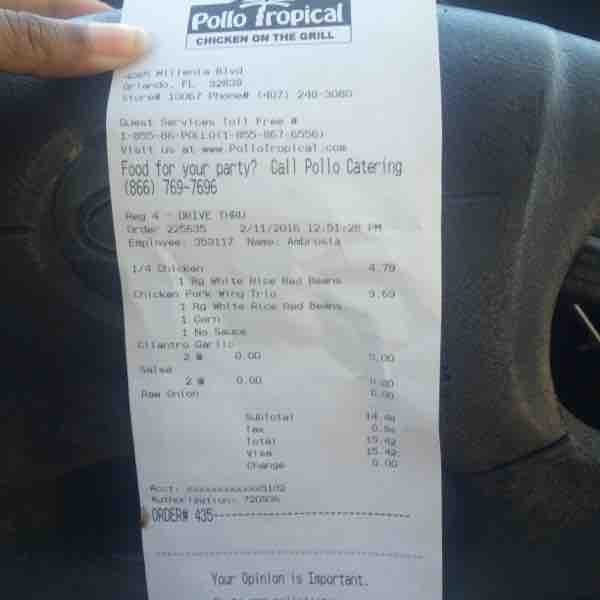 Pollo Tropical
CHICKEN ON THE GRILL
Millenia Blvd
Orlando, FL 32839
Store# 10067 Phone# (407) 248-3080
Guest Services Toll Free #
1-855-86-POLLO(1-855-867-6556)
Visit us at www.PolloTropical.com
Food for your party? Call Pollo Catering
(866) 769-7696
Reg 4 - DRIVE THRU
Order 225635 2/11/2016 12:51:28 PM
Employee: 359117 Name: Ambrosia
1/4 Chicken 4.79
1 Rg White Rice Red Beans
Chicken Pork Wing Trio 9.69
1 Rg White Rice Red Beans
1 Corn
1 No Sauce
Cilantro Garlic
2 @ 0.00 0.00
Salsa
2 @ 0.00 0.00
Raw Onion 0.00
Subtotal 14.48
Tax
Total 15.42
Visa 15.42
Change 0.00
Acct: xxxxxxxxxxxx5102
Authorization:
ORDER# 435
Your Opinion is Important.